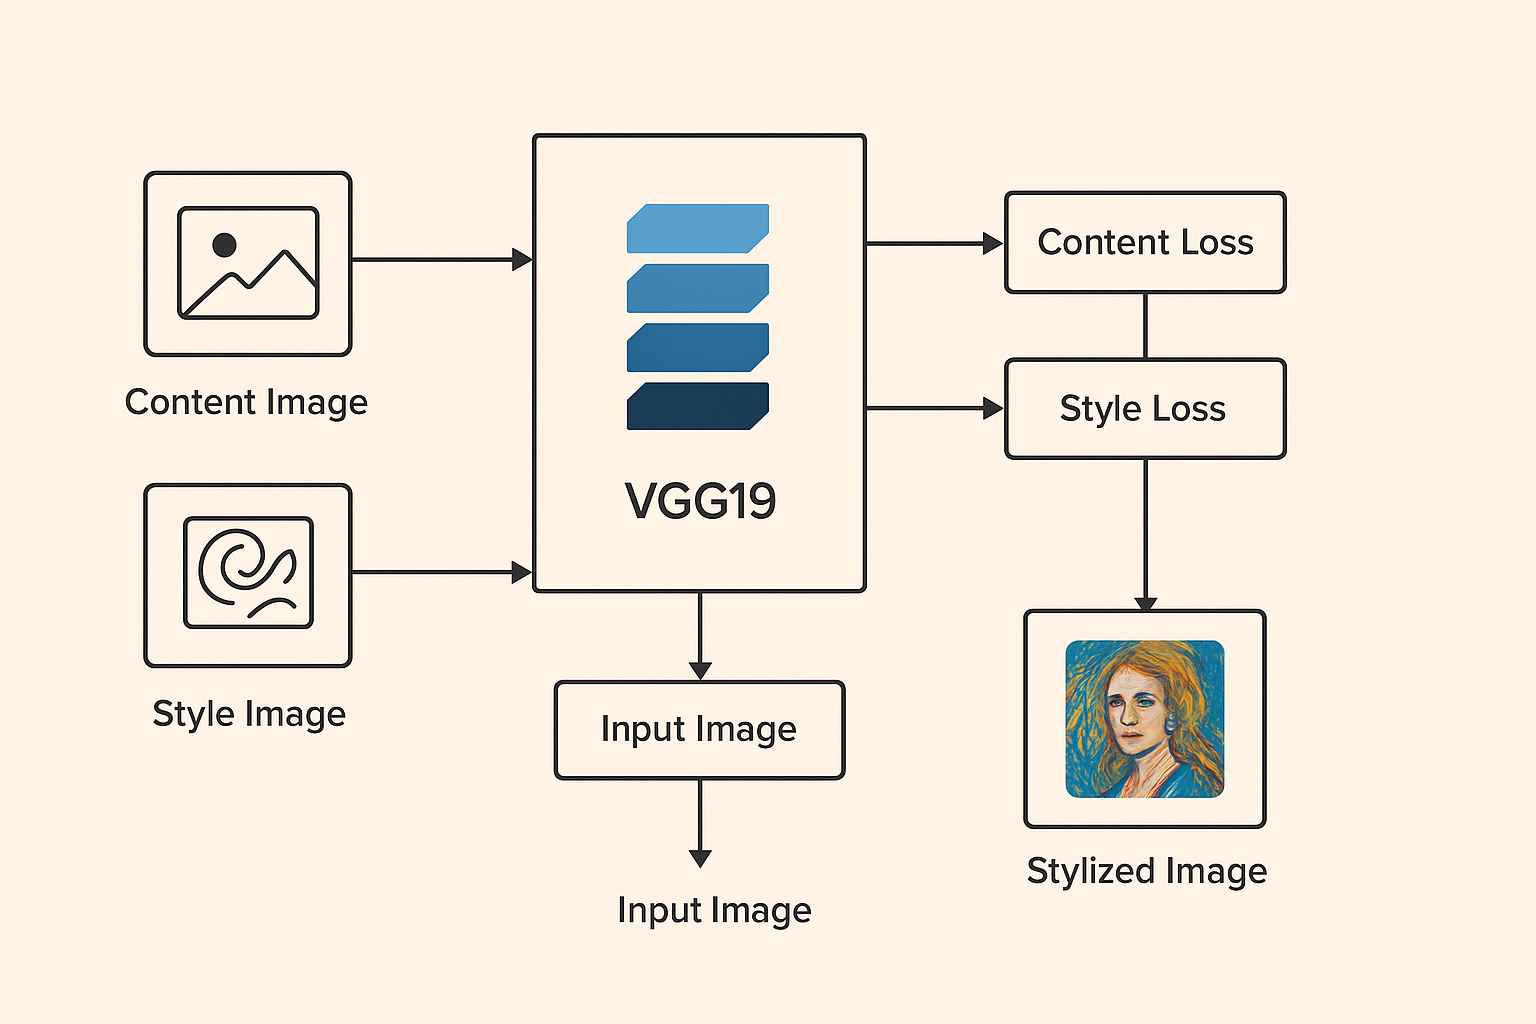 Content Image
Style Image
VGG19
Input Image
Input Image
Content Loss
Style Loss
Stylized Image